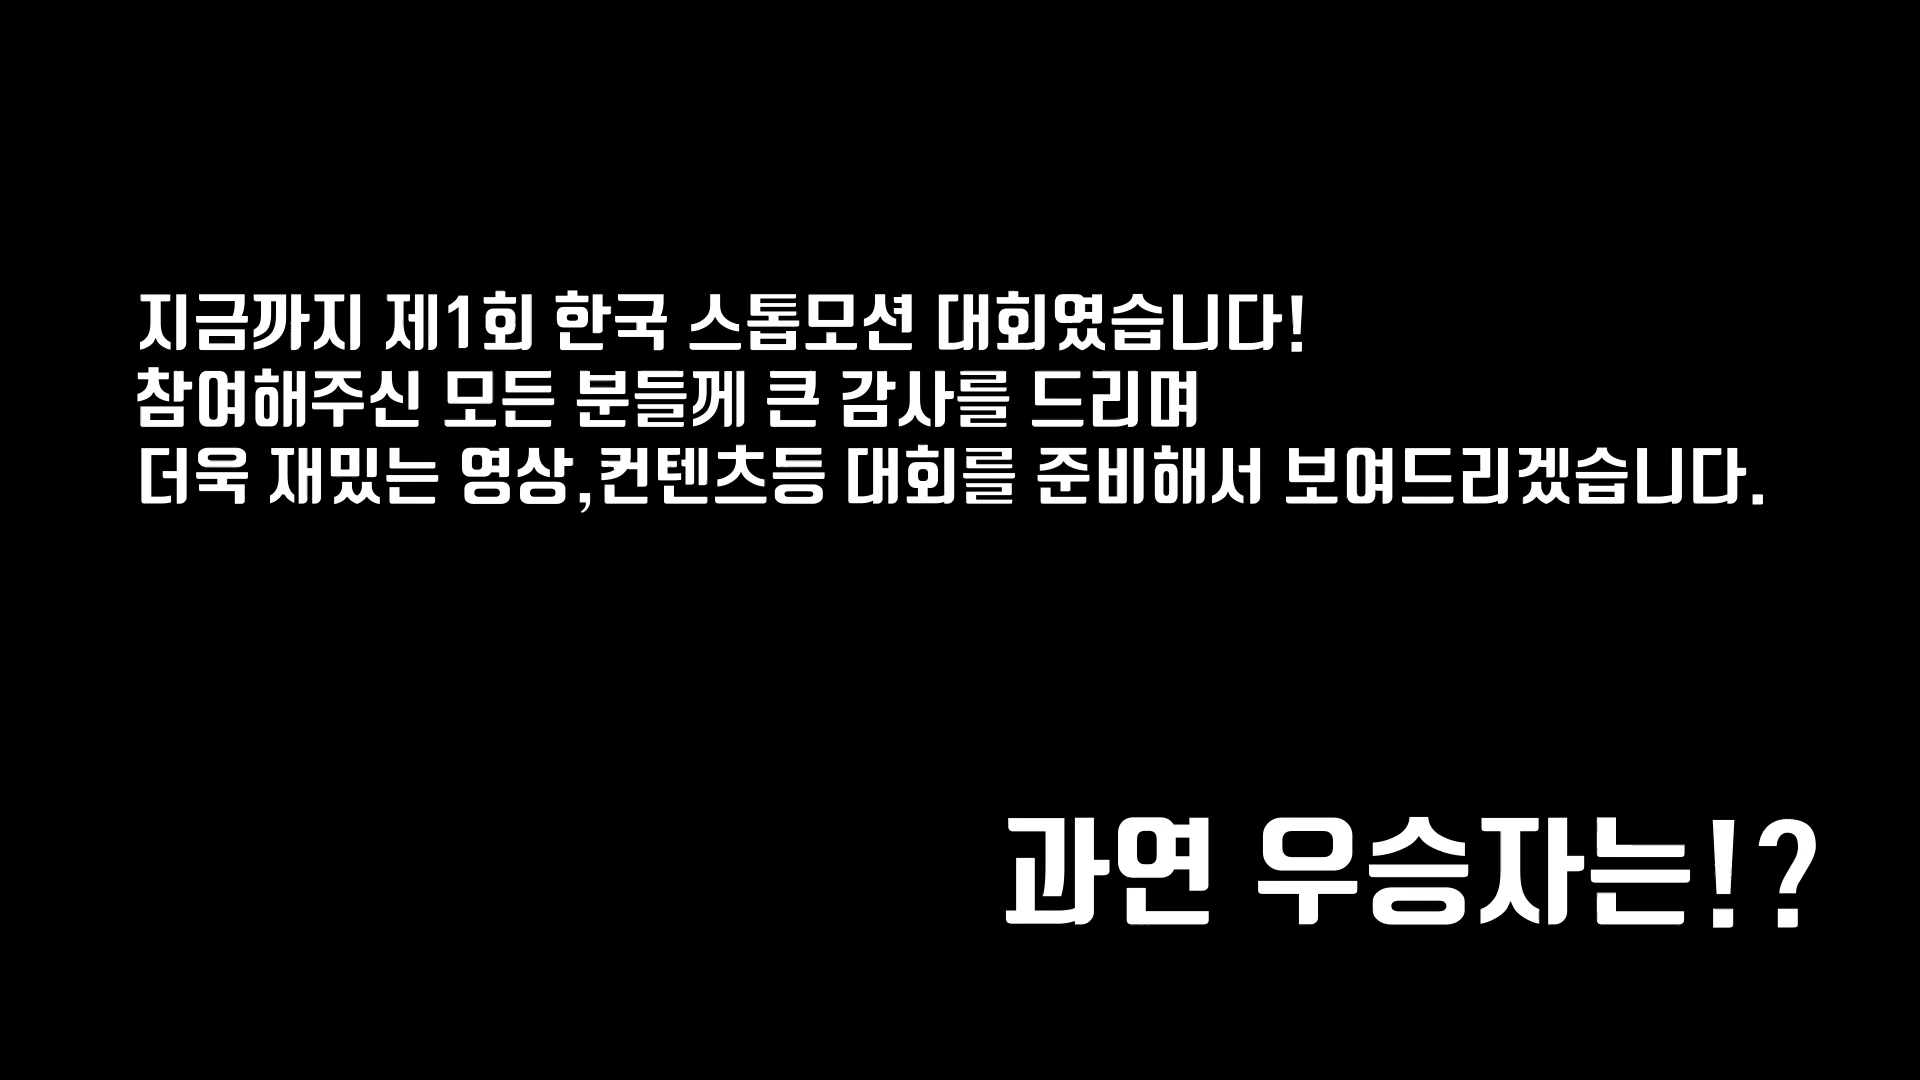 지금까지 제1회 한국 스톱모션 대회였습니다!
참여해주신 모든 분들께 큰 감사를 드리며
더욱 재밌는 영상,컨텐츠등 대회를 준비해서 보여드리겠습니다.
과연 우승자는!?